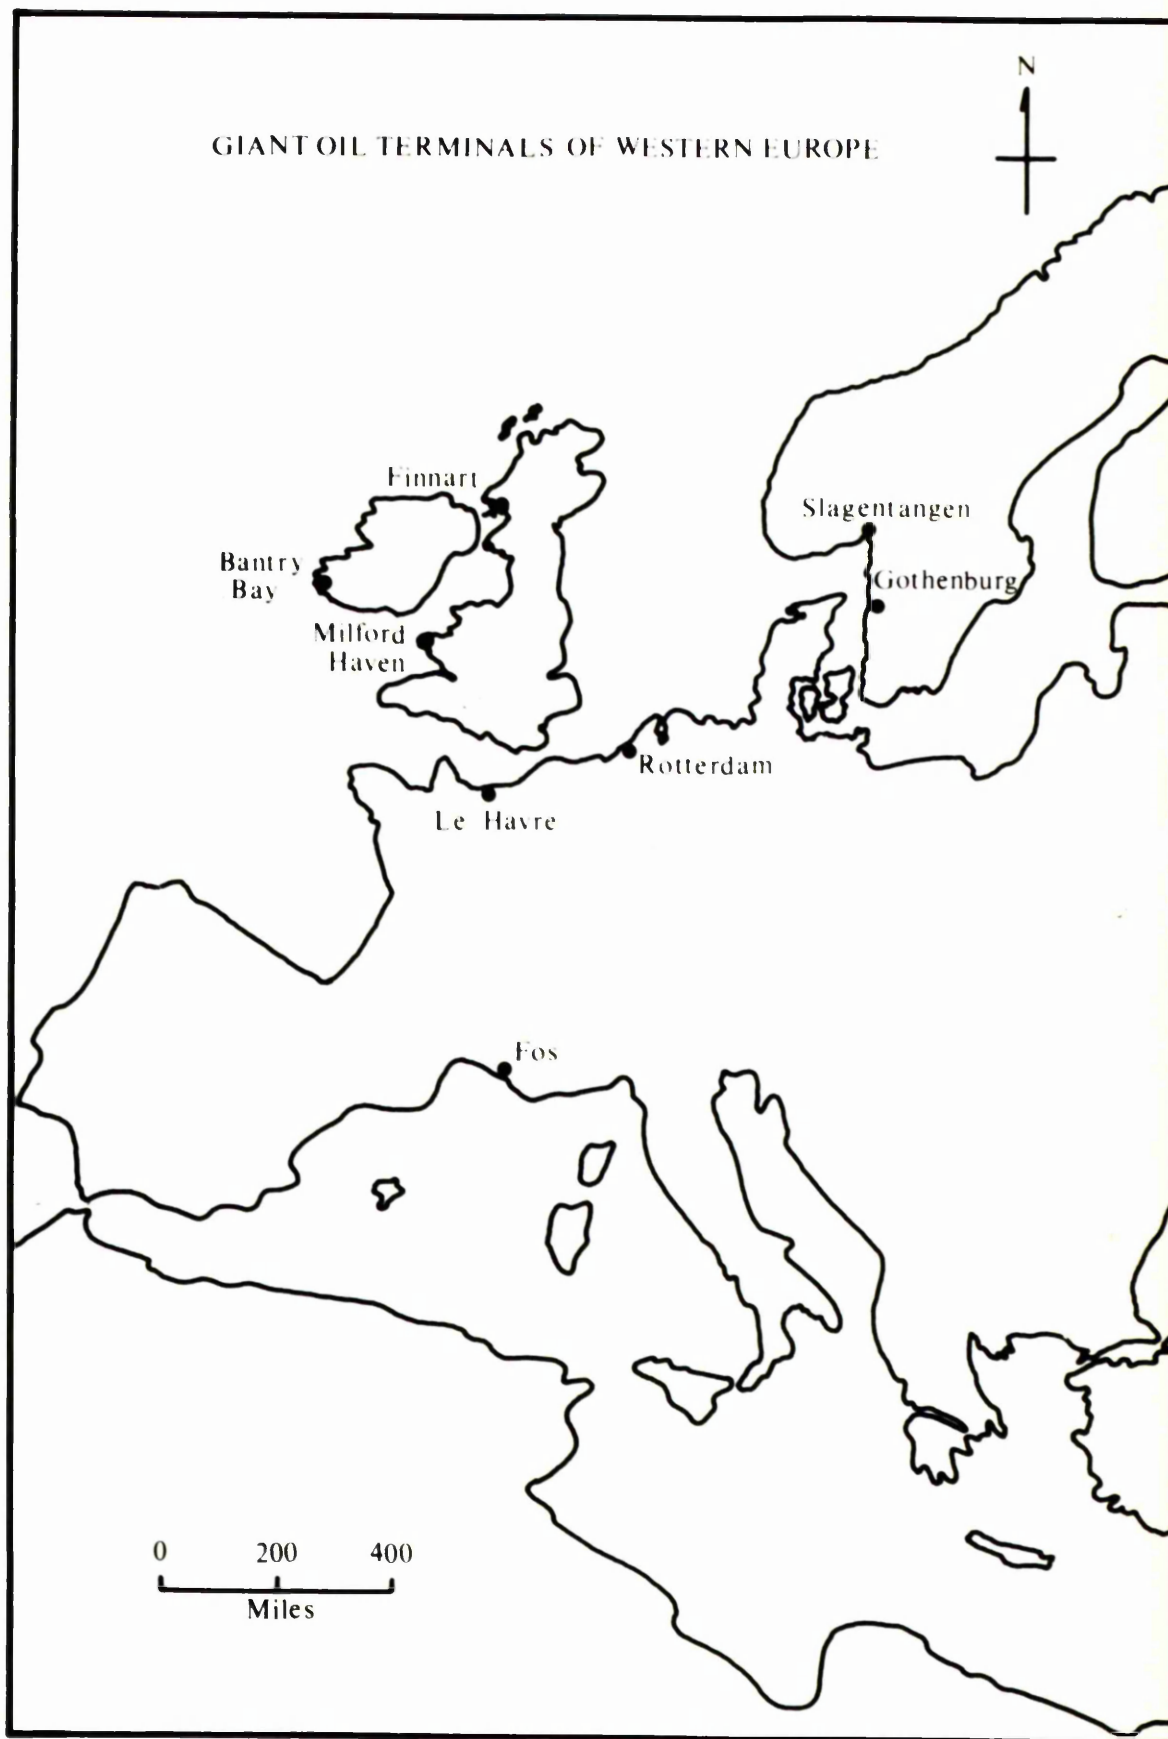 N
GIANT OIL TERMINALS OF WESTERN EUROPE
Finnart
Slagentangen
Bantry
Bay
Gothenburg
Milford
Haven
Rotterdam
Le Havre
Fos
0 200 400
Miles